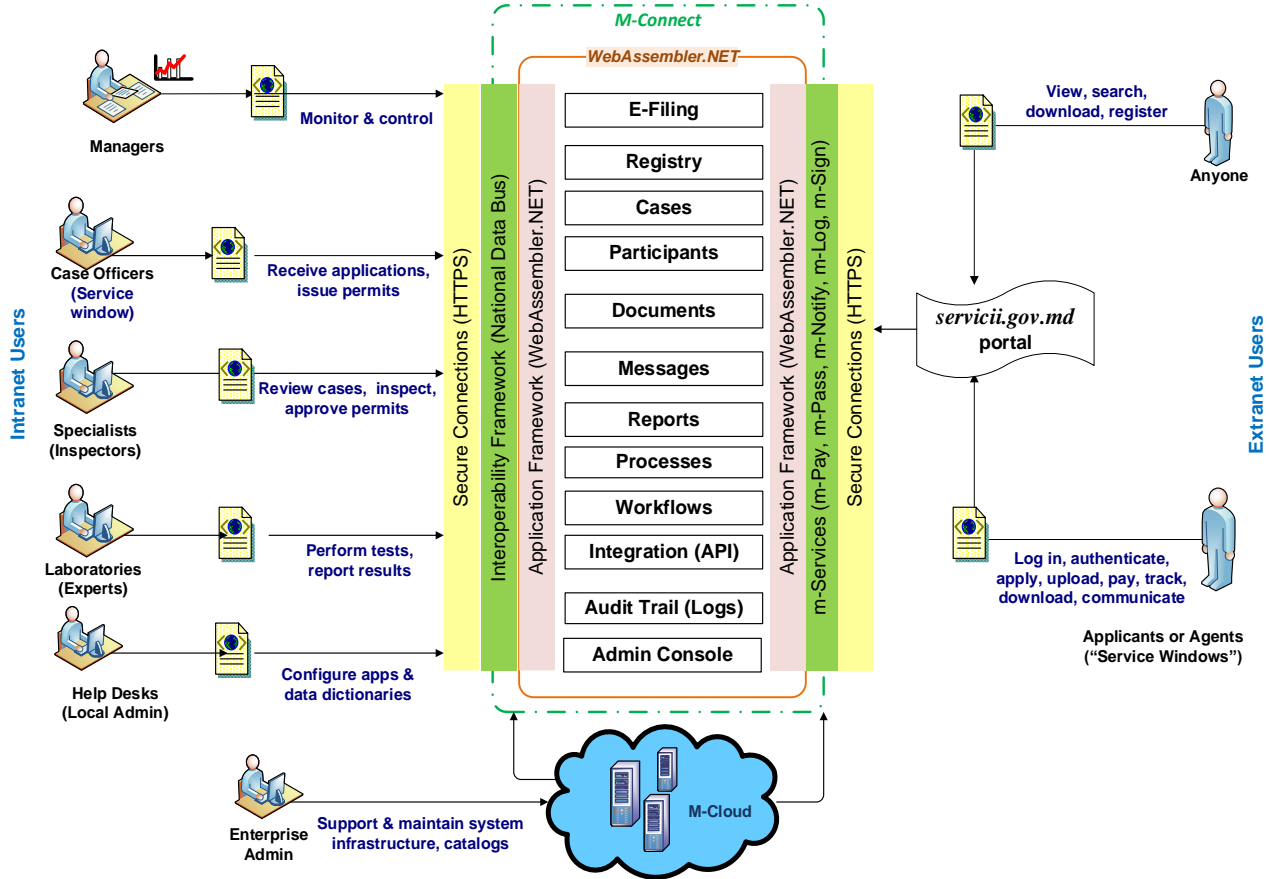 M-Connect
WebAssembler.NET
Managers
Monitor & control
Case Officers
(Service
window)
Receive applications,
issue permits
Intranet Users
Specialists
(Inspectors)
Review cases, inspect,
approve permits
Laboratories
(Experts)
Perform tests,
report results
Help Desks
(Local Admin)
Configure apps &
data dictionaries
Secure Connections (HTTPS)
Interoperability Framework (National Data Bus)
Application Framework (WebAssembler.NET)
E-Filing
Registry
Cases
Participants
Documents
Messages
Reports
Processes
Workflows
Integration (API)
Audit Trail (Logs)
Admin Console
Application Framework (WebAssembler.NET)
m-Services (m-Pay, m-Pass, m-Notify, m-Log, m-Sign)
Secure Connections (HTTPS)
View, search,
download, register
Anyone
servicii.gov.md
portal
Extranet Users
Log in, authenticate,
apply, upload, pay, track,
download, communicate
Applicants or Agents
(“Service Windows”)
Enterprise
Admin
Support & maintain system
infrastructure, catalogs
M-Cloud